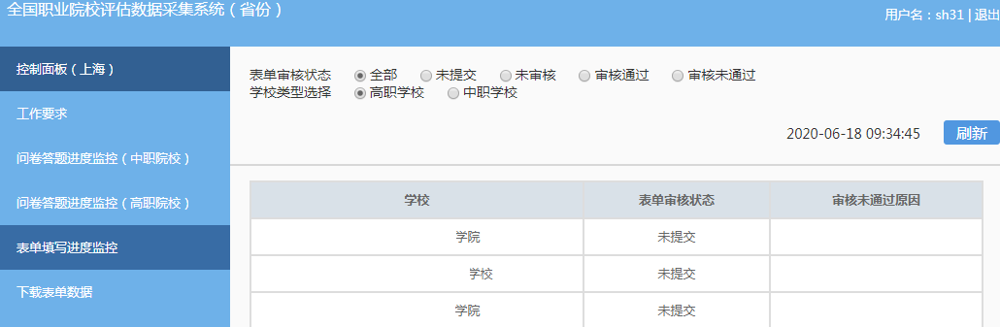 全国职业院校评估数据采集系统（省份）
用户名：sh31 | 退出
控制面板（上海）
工作要求
问卷答题进度监控（中职院校）
问卷答题进度监控（高职院校）
表单填写进度监控
下载表单数据
表单审核状态 全部 未提交 未审核 审核通过 审核未通过
学校类型选择 高职学校 中职学校
2020-06-18 09:34:45 刷新
学校 表单审核状态 审核未通过原因
学院 未提交
学校 未提交
学院 未提交